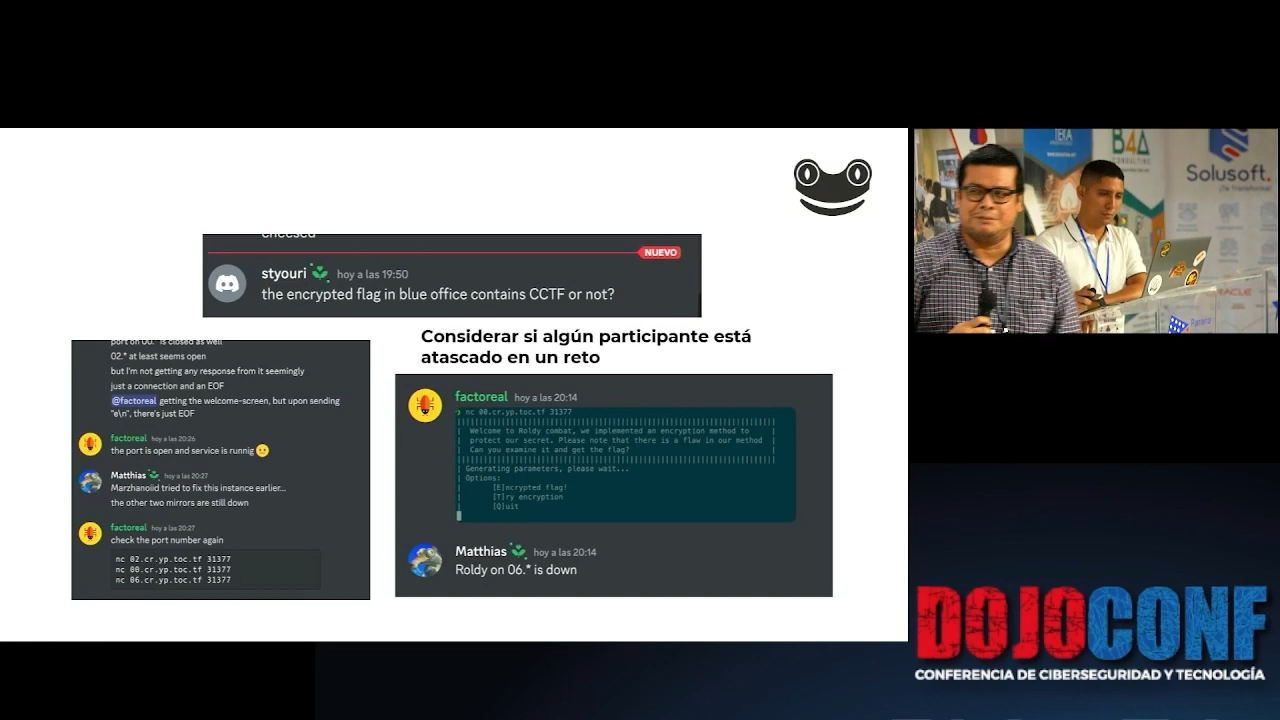 cheesed
NUEVO
styouri hoy a las 19:50
the encrypted flag in blue office contains CCTF or not?
Considerar si algún participante está
atascado en un reto
port on 00.* is closed as well
02.* at least seems open
but I'm not getting any response from it seemingly
just a connection and an EOF
@factoreal getting the welcome-screen, but upon sending
"e\n", there's just EOF
factoreal hoy a las 20:26
the port is open and service is runnig
Matthias hoy a las 20:27
Marzhanoiid tried to fix this instance earlier...
the other two mirrors are still down
factoreal hoy a las 20:27
check the port number again
nc 02.cr.yp.toc.tf 31377
nc 00.cr.yp.toc.tf 31377
nc 06.cr.yp.toc.tf 31377
factoreal hoy a las 20:14
nc 00.cr.yp.toc.tf 31377
||||||||||||||||||||||||||||||||||||||||||||||||||||||||||||||||||||||
| Welcome to Roldy combat, we implemented an encryption method to |
| protect our secret. Please note that there is a flaw in our method |
| Can you examine it and get the flag? |
||||||||||||||||||||||||||||||||||||||||||||||||||||||||||||||||||||||
| Generating parameters, please wait...
| Options:
| [E]ncrypted flag!
| [T]ry encryption
| [Q]uit
Matthias hoy a las 20:14
Roldy on 06.* is down
B4A
CONSULTING
Solusoft.
DOJOCONF
CONFERENCIA DE CIBERSEGURIDAD Y TECNOLOGÍA